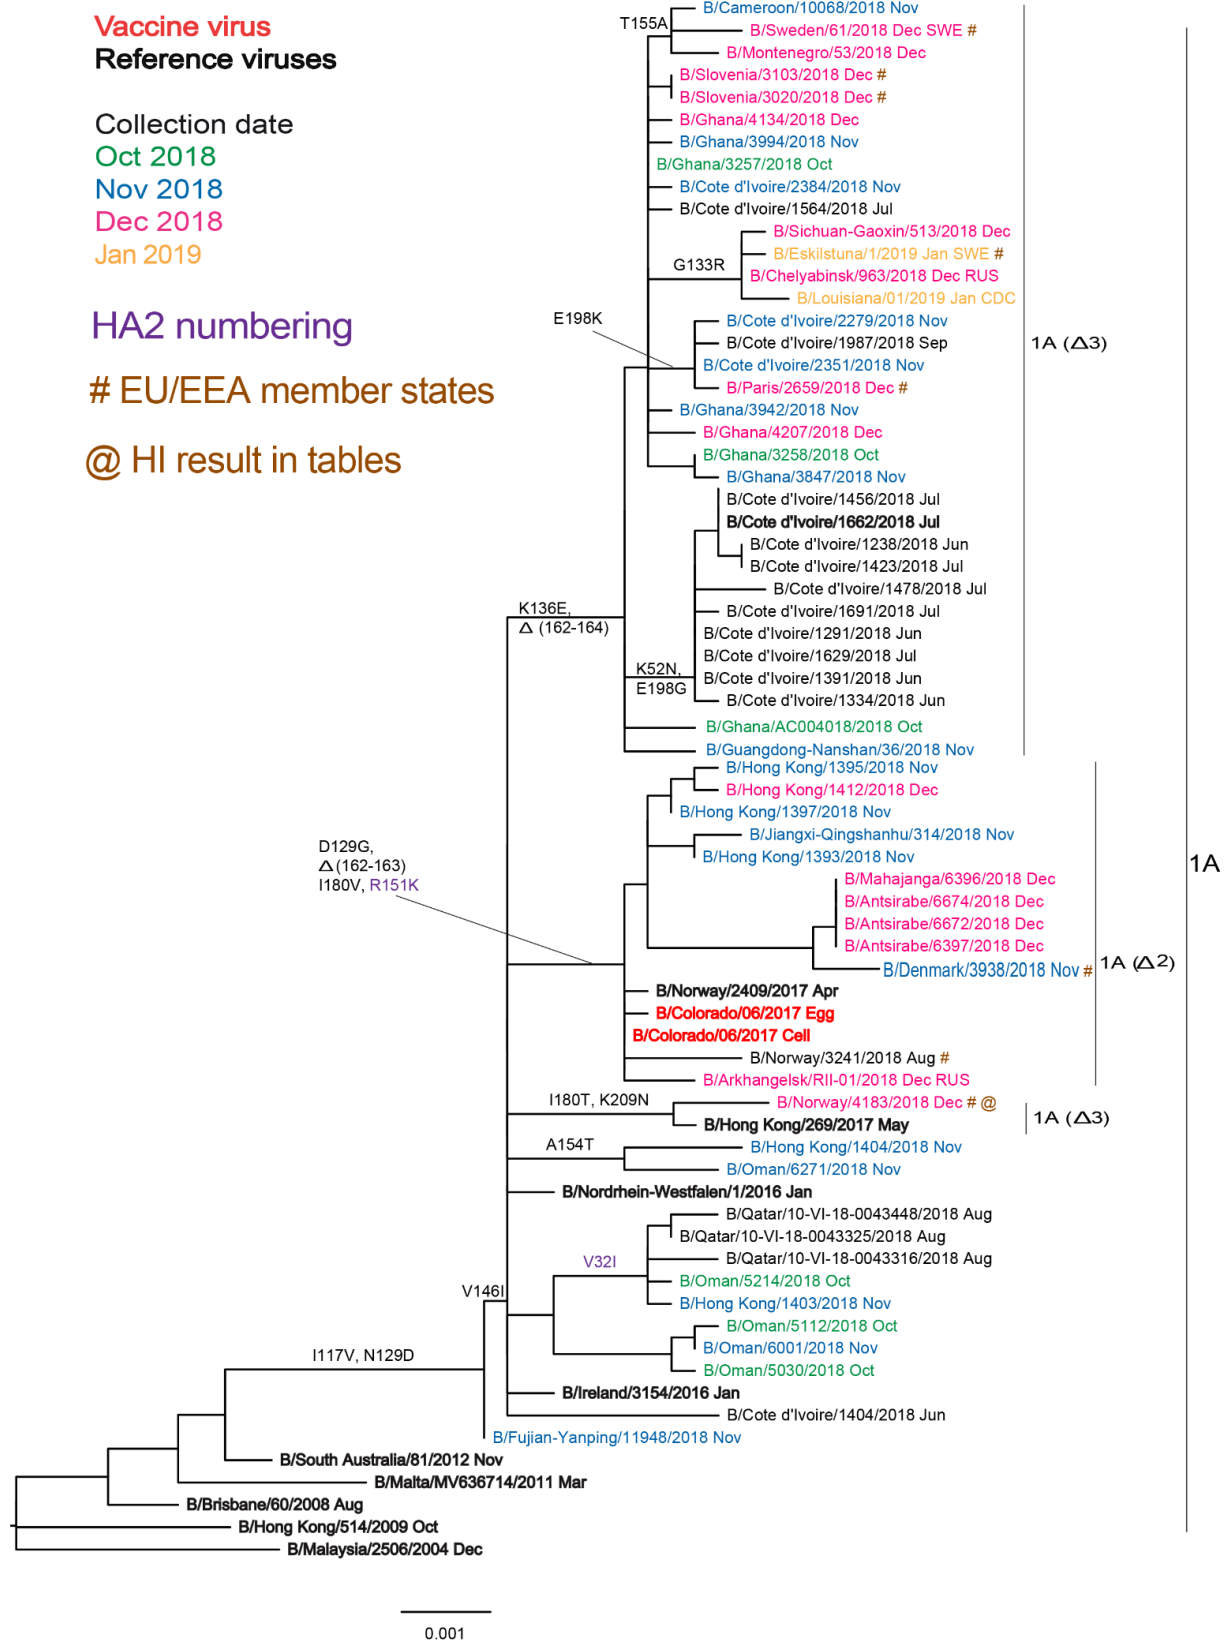 Vaccine virus
Reference viruses
Collection date
Oct 2018
Nov 2018
Dec 2018
Jan 2019
HA2 numbering
# EU/EEA member states
@ HI result in tables
T155A
B/Cameroon/10068/2018 Nov
B/Sweden/61/2018 Dec SWE #
B/Montenegro/53/2018 Dec
B/Slovenia/3103/2018 Dec #
B/Slovenia/3020/2018 Dec #
B/Ghana/4134/2018 Dec
B/Ghana/3994/2018 Nov
B/Ghana/3257/2018 Oct
B/Cote d'Ivoire/2384/2018 Nov
B/Cote d'Ivoire/1564/2018 Jul
G133R
B/Sichuan-Gaoxin/513/2018 Dec
B/Eskilstuna/1/2019 Jan SWE #
B/Chelyabinsk/963/2018 Dec RUS
B/Louisiana/01/2019 Jan CDC
E198K
B/Cote d'Ivoire/2279/2018 Nov
B/Cote d'Ivoire/1987/2018 Sep
1A (Δ3)
B/Cote d'Ivoire/2351/2018 Nov
B/Paris/2659/2018 Dec #
B/Ghana/3942/2018 Nov
B/Ghana/4207/2018 Dec
B/Ghana/3258/2018 Oct
B/Ghana/3847/2018 Nov
B/Cote d'Ivoire/1456/2018 Jul
B/Cote d'Ivoire/1662/2018 Jul
B/Cote d'Ivoire/1238/2018 Jun
B/Cote d'Ivoire/1423/2018 Jul
B/Cote d'Ivoire/1478/2018 Jul
K136E,
Δ (162-164)
B/Cote d'Ivoire/1691/2018 Jul
B/Cote d'Ivoire/1291/2018 Jun
B/Cote d'Ivoire/1629/2018 Jul
K52N,
E198G
B/Cote d'Ivoire/1391/2018 Jun
B/Cote d'Ivoire/1334/2018 Jun
B/Ghana/AC004018/2018 Oct
B/Guangdong-Nanshan/36/2018 Nov
B/Hong Kong/1395/2018 Nov
B/Hong Kong/1412/2018 Dec
B/Hong Kong/1397/2018 Nov
B/Jiangxi-Qingshanhu/314/2018 Nov
B/Hong Kong/1393/2018 Nov
D129G,
Δ(162-163)
I180V, R151K
1A
B/Mahajanga/6396/2018 Dec
B/Antsirabe/6674/2018 Dec
B/Antsirabe/6672/2018 Dec
B/Antsirabe/6397/2018 Dec
1A (Δ2)
B/Denmark/3938/2018 Nov #
B/Norway/2409/2017 Apr
B/Colorado/06/2017 Egg
B/Colorado/06/2017 Cell
B/Norway/3241/2018 Aug #
B/Arkhangelsk/RII-01/2018 Dec RUS
I180T, K209N
B/Norway/4183/2018 Dec # @
1A (Δ3)
B/Hong Kong/269/2017 May
A154T
B/Hong Kong/1404/2018 Nov
B/Oman/6271/2018 Nov
B/Nordrhein-Westfalen/1/2016 Jan
B/Qatar/10-VI-18-0043448/2018 Aug
B/Qatar/10-VI-18-0043325/2018 Aug
V32I
B/Qatar/10-VI-18-0043316/2018 Aug
B/Oman/5214/2018 Oct
V146I
B/Hong Kong/1403/2018 Nov
B/Oman/5112/2018 Oct
B/Oman/6001/2018 Nov
I117V, N129D
B/Oman/5030/2018 Oct
B/Ireland/3154/2016 Jan
B/Cote d'Ivoire/1404/2018 Jun
B/Fujian-Yanping/11948/2018 Nov
B/South Australia/81/2012 Nov
B/Malta/MV636714/2011 Mar
B/Brisbane/60/2008 Aug
B/Hong Kong/514/2009 Oct
B/Malaysia/2506/2004 Dec
0.001